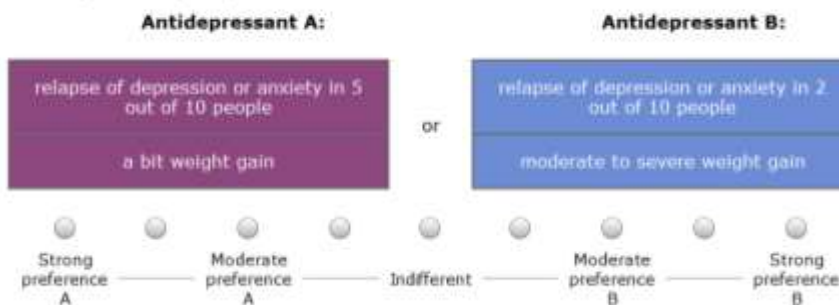 Antidepressant A:
Antidepressant B:
relapse of depression or anxiety in 5
out of 10 people
a bit weight gain
or
relapse of depression or anxiety in 2
out of 10 people
moderate to severe weight gain
Strong
preference
A
Moderate
preference
A
Indifferent
Moderate
preference
B
Strong
preference
B